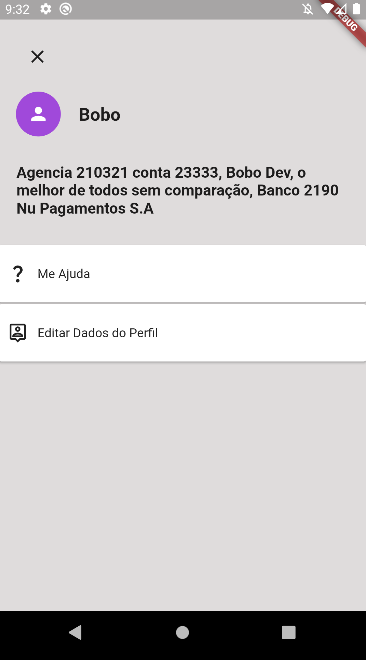 9:32
DEBUG
Bobo
Agencia 210321 conta 23333, Bobo Dev, o
melhor de todos sem comparação, Banco 2190
Nu Pagamentos S.A
Me Ajuda
Editar Dados do Perfil